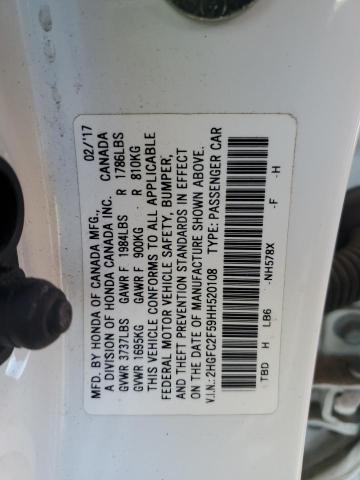 MFD. BY HONDA OF CANADA MFG., 02/'17
A DIVISION OF HONDA CANADA INC. CANADA
GVWR 3737LBS GAWR F 1984LBS R 1786LBS
GVWR 1695KG GAWR F 900KG R 810KG
THIS VEHICLE CONFORMS TO ALL APPLICABLE
FEDERAL MOTOR VEHICLE SAFETY, BUMPER,
AND THEFT PREVENTION STANDARDS IN EFFECT
ON THE DATE OF MANUFACTURE SHOWN ABOVE.
V.I.N.: 2HGFC2F59HH520108 TYPE: PASSENGER CAR
TBD H LB6 -NH578X -F -H